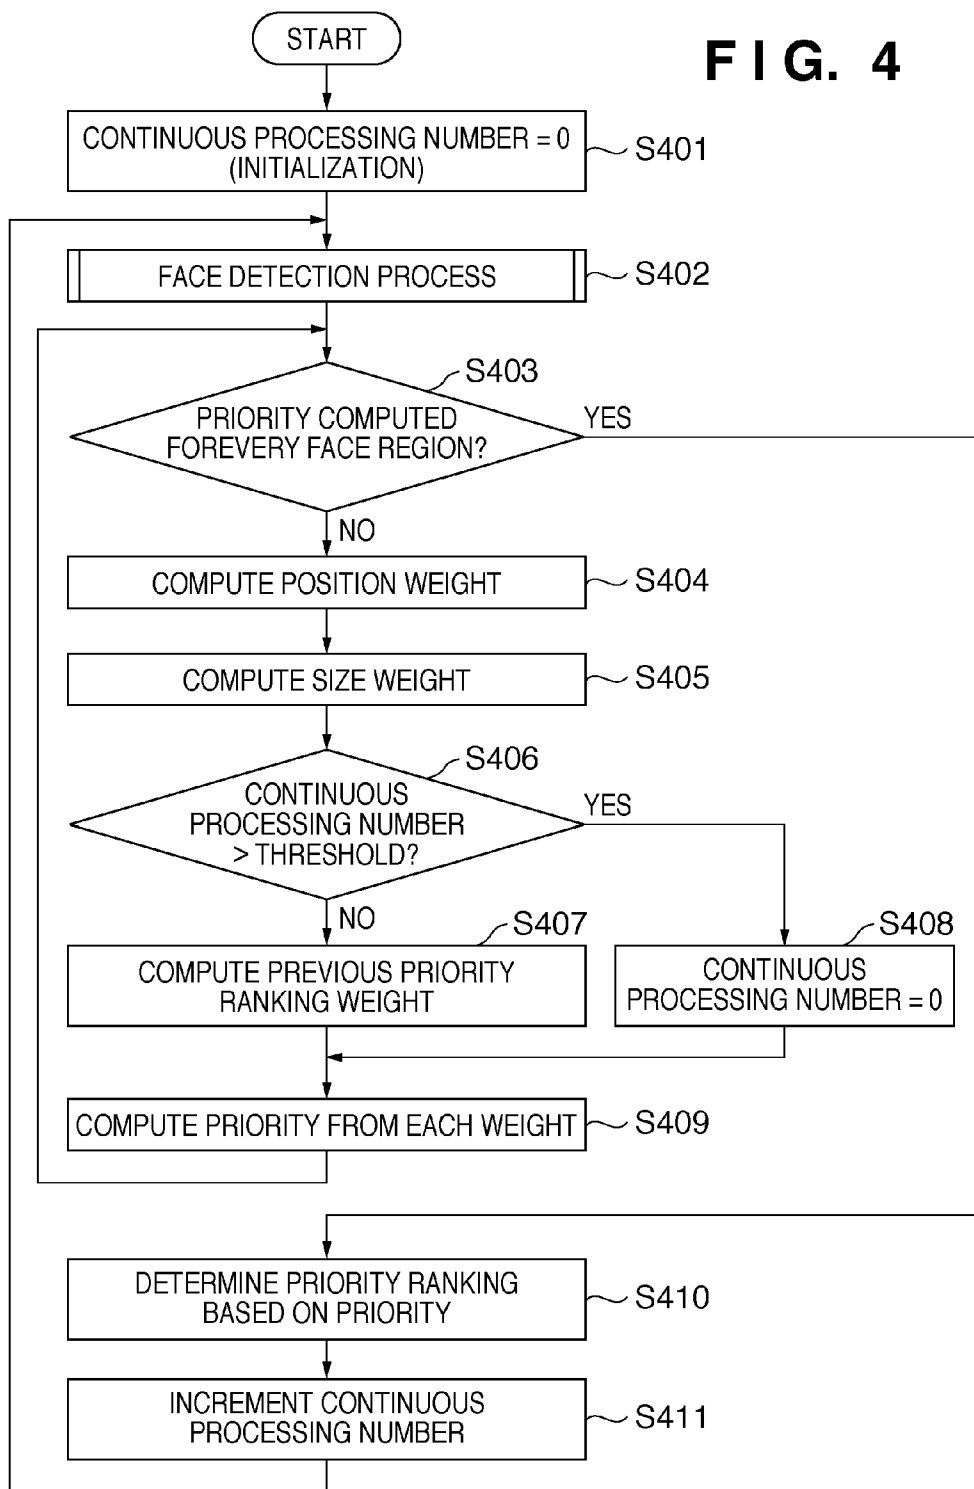 FIG. 4
START
CONTINUOUS PROCESSING NUMBER = 0
(INITIALIZATION)
S401
FACE DETECTION PROCESS
S402
S403
PRIORITY COMPUTED
FOREVERY FACE REGION?
YES
NO
COMPUTE POSITION WEIGHT
S404
COMPUTE SIZE WEIGHT
S405
S406
CONTINUOUS
PROCESSING NUMBER
> THRESHOLD?
YES
NO
S407
COMPUTE PREVIOUS PRIORITY
RANKING WEIGHT
S408
CONTINUOUS
PROCESSING NUMBER = 0
COMPUTE PRIORITY FROM EACH WEIGHT
S409
DETERMINE PRIORITY RANKING
BASED ON PRIORITY
S410
INCREMENT CONTINUOUS
PROCESSING NUMBER
S411